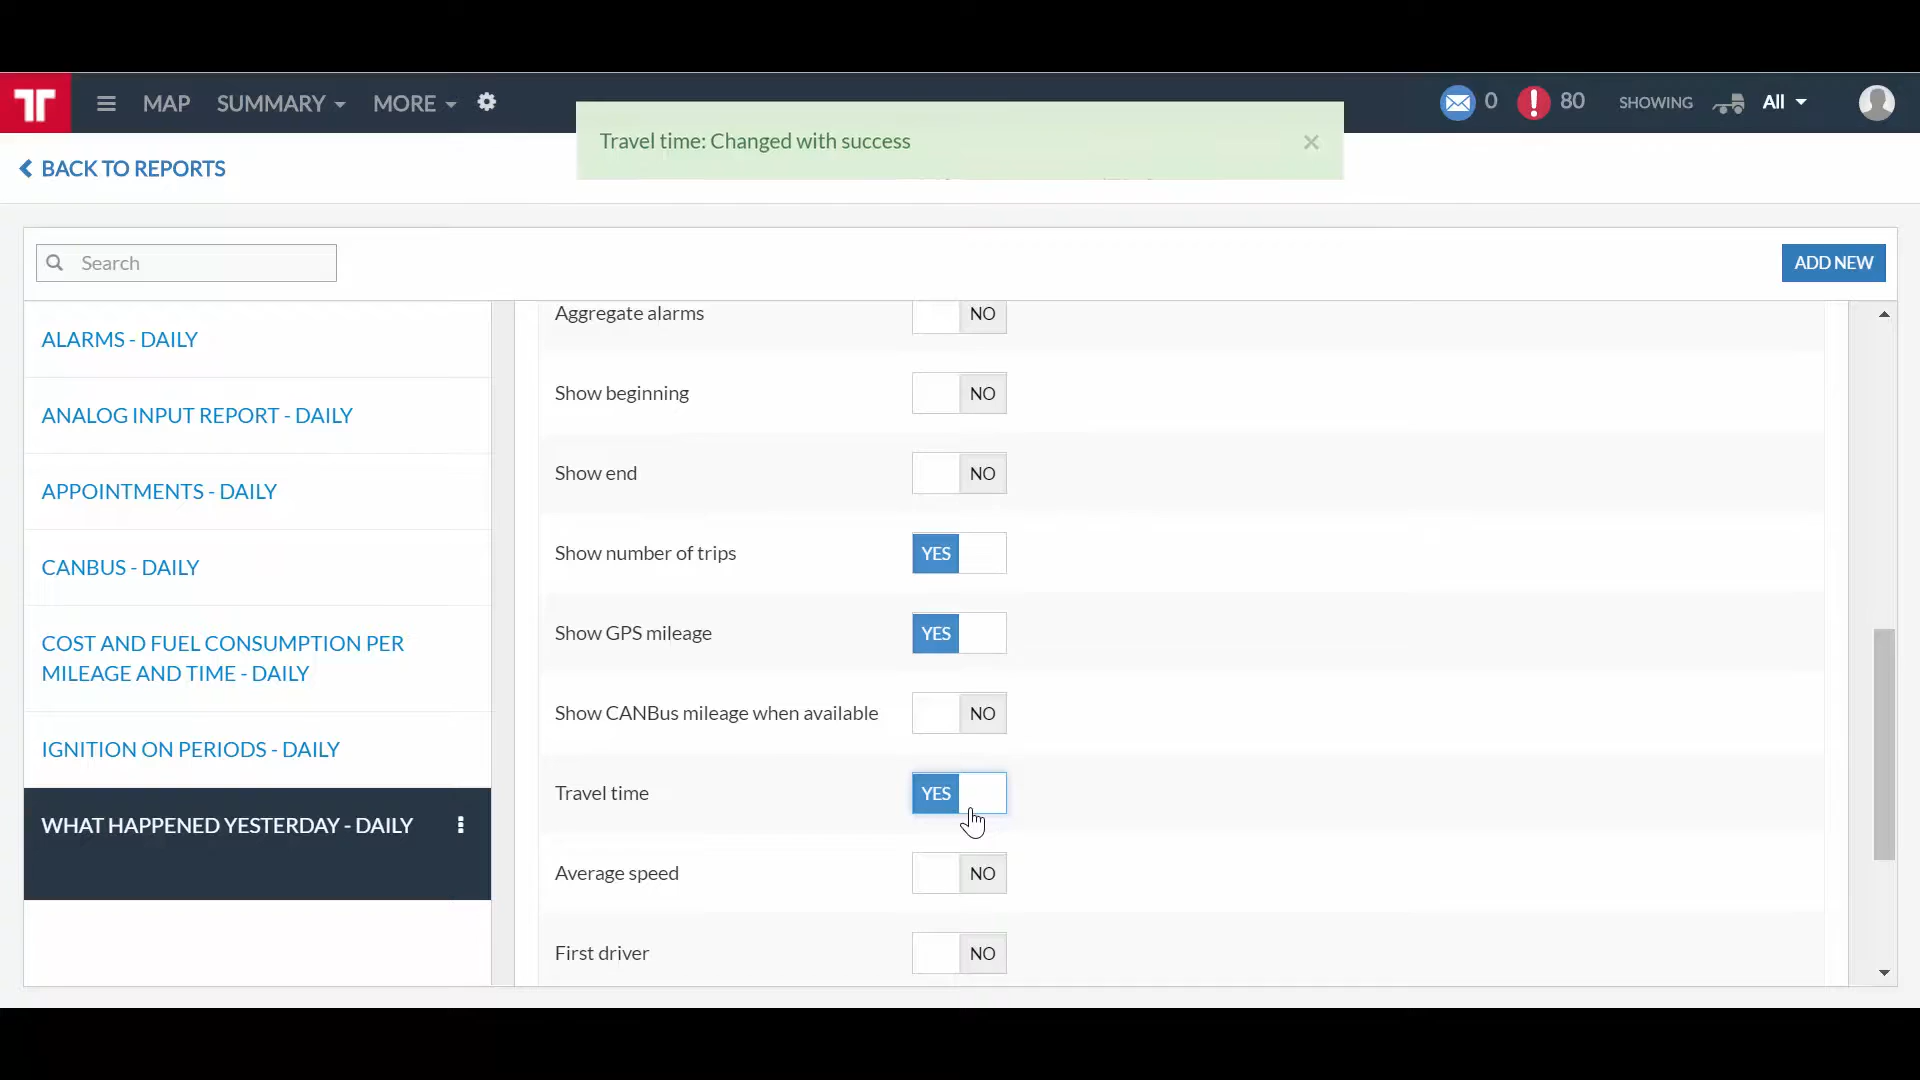 MAP SUMMARY MORE 0 80 SHOWING All
Travel time: Changed with success ×
BACK TO REPORTS
Search ADD NEW
ALARMS - DAILY
ANALOG INPUT REPORT - DAILY
APPOINTMENTS - DAILY
CANBUS - DAILY
COST AND FUEL CONSUMPTION PER
MILEAGE AND TIME - DAILY
IGNITION ON PERIODS - DAILY
WHAT HAPPENED YESTERDAY - DAILY
Aggregate alarms NO
Show beginning NO
Show end NO
Show number of trips YES
Show GPS mileage YES
Show CANBus mileage when available NO
Travel time YES
Average speed NO
First driver NO